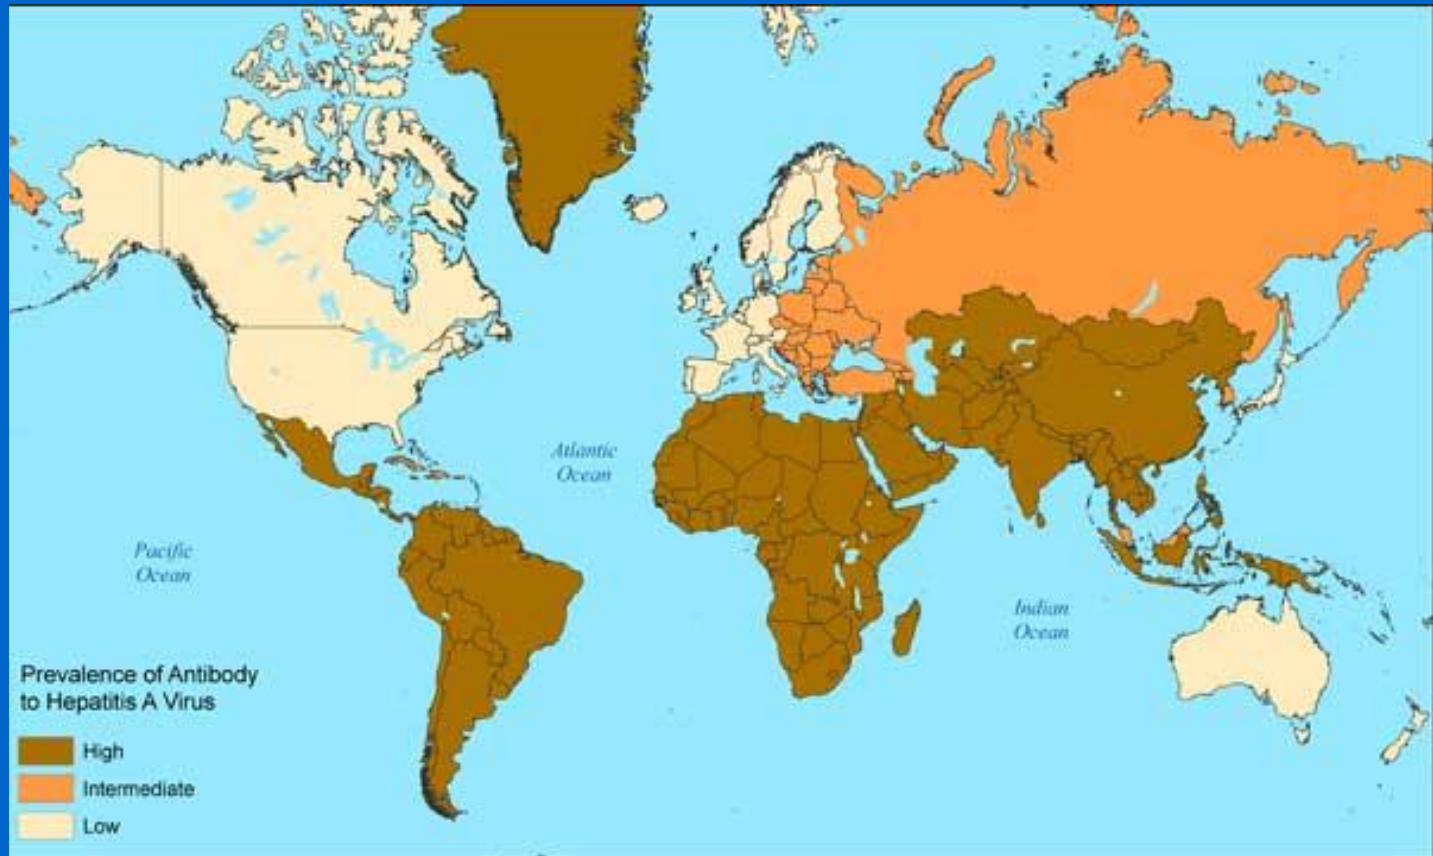 Atlantic
Ocean
Pacific
Ocean
Indian
Ocean
Prevalence of Antibody
to Hepatitis A Virus
High
Intermediate
Low